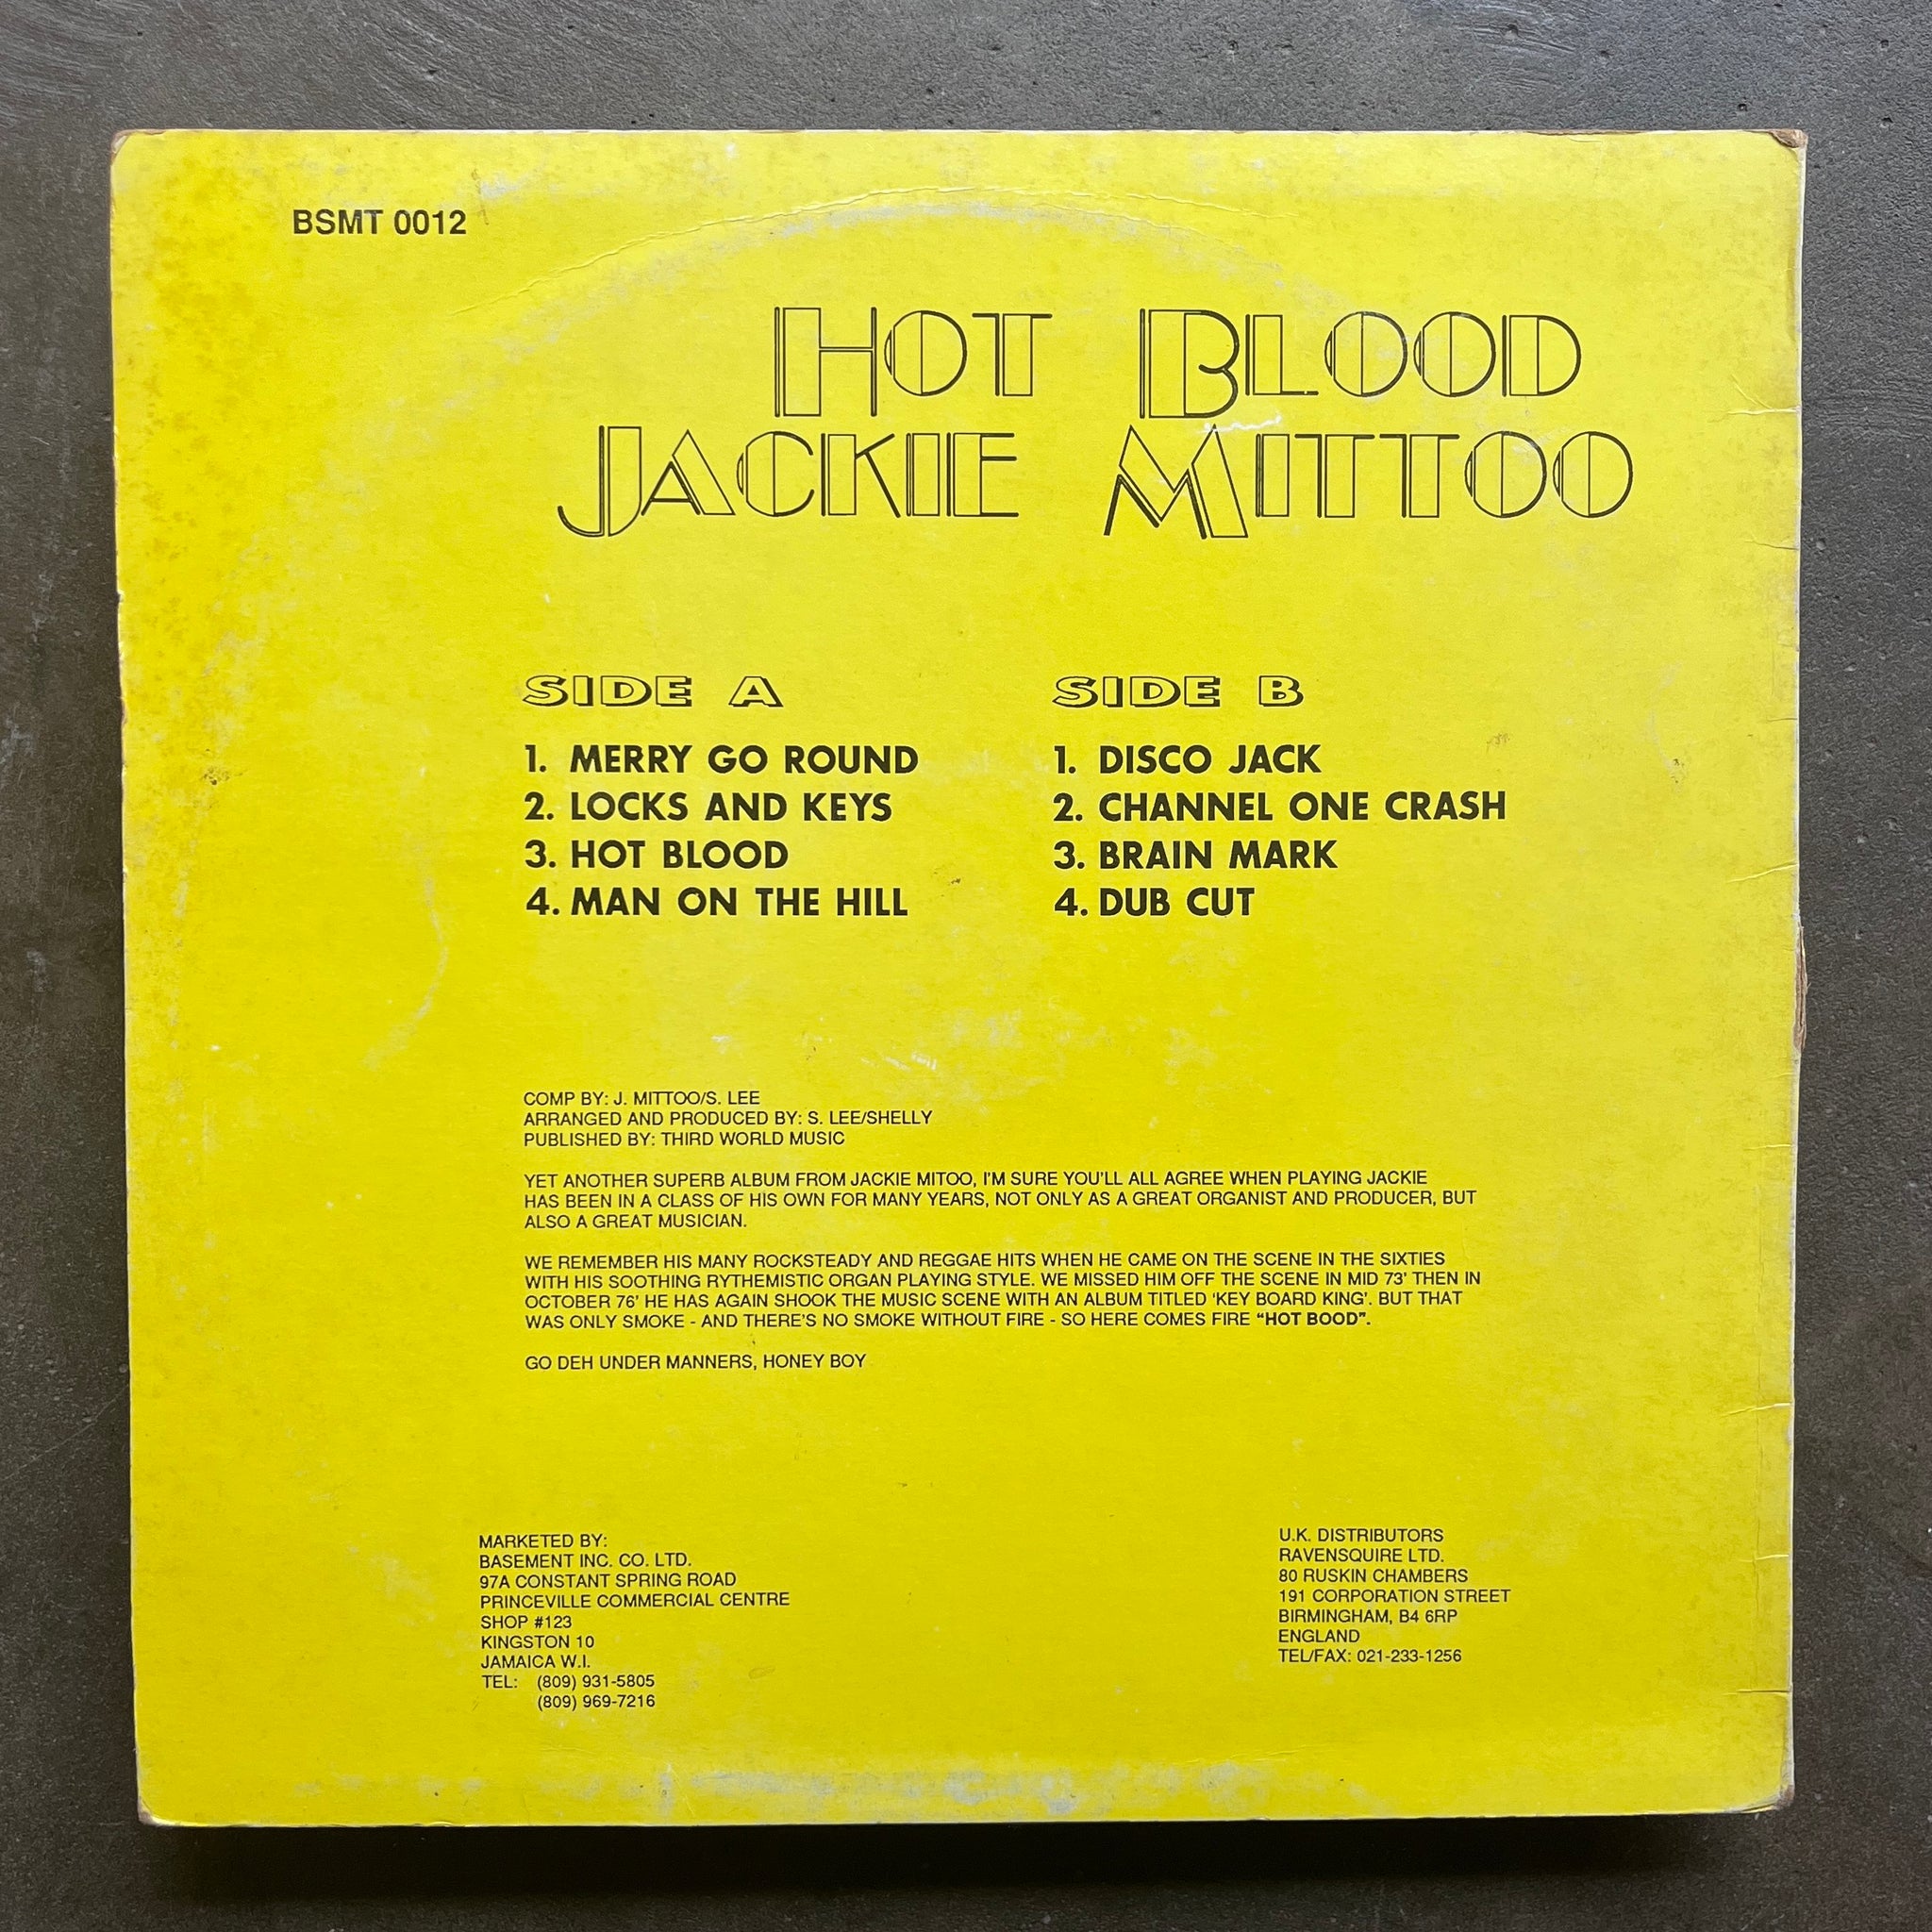 BSMT 0012
HOT BLOOD
JACKIE MITTOO
SIDE A
1. MERRY GO ROUND
2. LOCKS AND KEYS
3. HOT BLOOD
4. MAN ON THE HILL
SIDE B
1. DISCO JACK
2. CHANNEL ONE CRASH
3. BRAIN MARK
4. DUB CUT
COMP BY: J. MITTOO/S. LEE
ARRANGED AND PRODUCED BY: S. LEE/SHELLY
PUBLISHED BY: THIRD WORLD MUSIC
YET ANOTHER SUPERB ALBUM FROM JACKIE MITOO, I'M SURE YOU'LL ALL AGREE WHEN PLAYING JACKIE
HAS BEEN IN A CLASS OF HIS OWN FOR MANY YEARS, NOT ONLY AS A GREAT ORGANIST AND PRODUCER, BUT
ALSO A GREAT MUSICIAN.
WE REMEMBER HIS MANY ROCKSTEADY AND REGGAE HITS WHEN HE CAME ON THE SCENE IN THE SIXTIES
WITH HIS SOOTHING RYTHEMISTIC ORGAN PLAYING STYLE. WE MISSED HIM OFF THE SCENE IN MID 73' THEN IN
OCTOBER 76' HE HAS AGAIN SHOOK THE MUSIC SCENE WITH AN ALBUM TITLED 'KEY BOARD KING'. BUT THAT
WAS ONLY SMOKE - AND THERE'S NO SMOKE WITHOUT FIRE - SO HERE COMES FIRE "HOT BOOD".
GO DEH UNDER MANNERS, HONEY BOY
MARKETED BY:
BASEMENT INC. CO. LTD.
97A CONSTANT SPRING ROAD
PRINCEVILLE COMMERCIAL CENTRE
SHOP #123
KINGSTON 10
JAMAICA W.I.
TEL: (809) 931-5805
(809) 969-7216
U.K. DISTRIBUTORS
RAVENSQUIRE LTD.
80 RUSKIN CHAMBERS
191 CORPORATION STREET
BIRMINGHAM, B4 6RP
ENGLAND
TEL/FAX: 021-233-1256